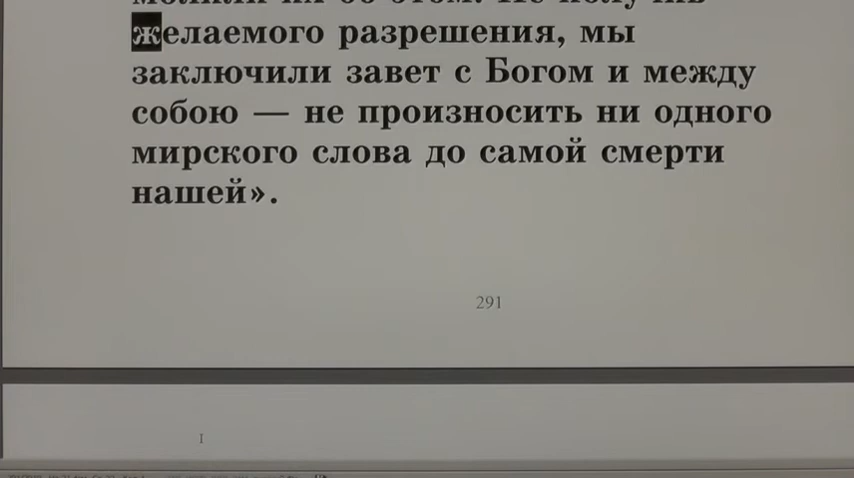 желаемого разрешения, мы
заключили завет с Богом и между
собою — не произносить ни одного
мирского слова до самой смерти
нашей».
291